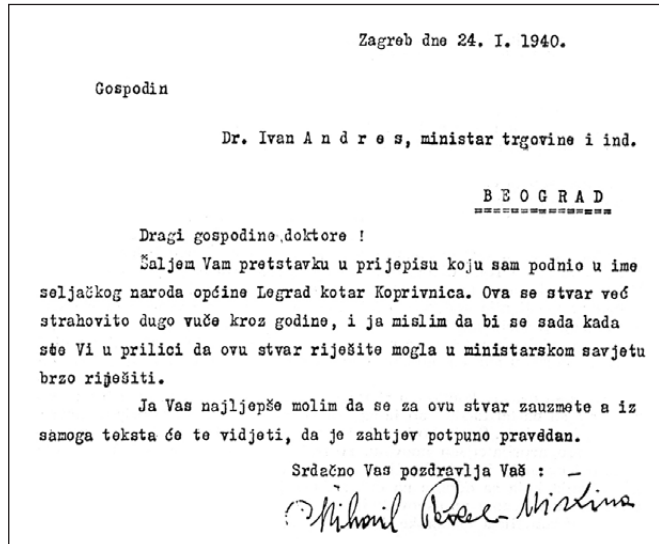 Zagreb dne 24. I. 1940.
Gospodin
Dr. Ivan A n d r e s, ministar trgovine i ind.
B E O G R A D
Dragi gospodine doktore !
Šaljem Vam pretstavku u prijepisu koju sam podnio u ime
seljačkog naroda općine Legrad kotar Koprivnica. Ova se stvar već
strahovito dugo vuče kroz godine, i ja mislim da bi se sada kada
ste Vi u prilici da ovu stvar riješite mogla u ministarskom savjetu
brzo riješiti.
Ja Vas najljepše molim da se za ovu stvar zauzmete a iz
samoga teksta će te vidjeti, da je zahtjev potpuno pravedan.
Srdačno Vas pozdravlja Vaš :
Mihovil Pavlek-Miškina